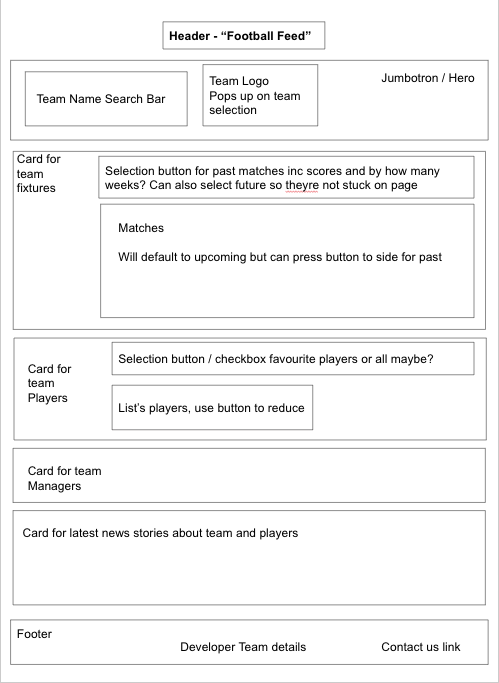 Header - “Football Feed”
Jumbotron / Hero
Team Name Search Bar
Team Logo
Pops up on team
selection
Card for
team
fixtures
Selection button for past matches inc scores and by how many
weeks? Can also select future so theyre not stuck on page
Matches
Will default to upcoming but can press button to side for past
Card for
team
Players
Selection button / checkbox favourite players or all maybe?
List’s players, use button to reduce
Card for team
Managers
Card for latest news stories about team and players
Footer
Developer Team details
Contact us link